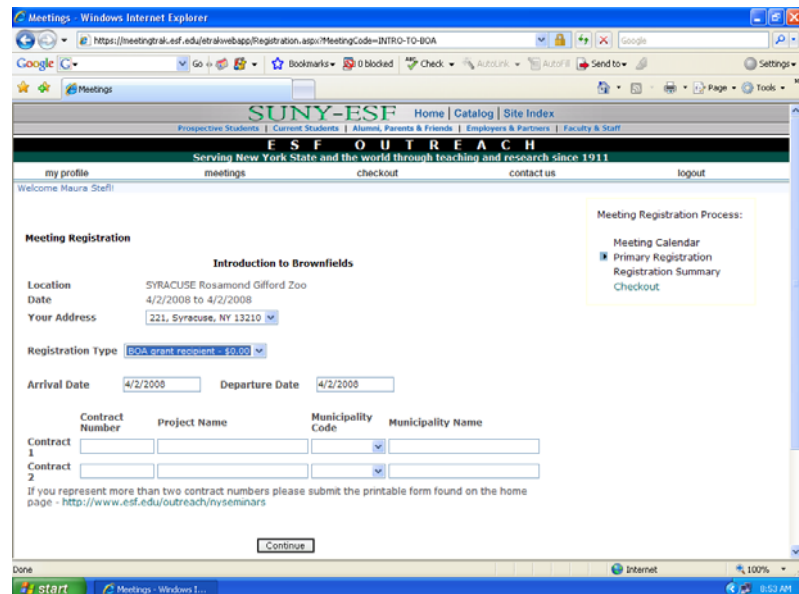 Meetings - Windows Internet Explorer
https://meetingtrak.esf.edu/etrakwebapp/Registration.aspx?MeetingCode=INTRO-TO-BOA
Google
Google Go Bookmarks 0 blocked Check AutoLink AutoFill Send to Settings
Meetings Page Tools
SUNY-ESF Home | Catalog | Site Index
Prospective Students | Current Students | Alumni, Parents & Friends | Employers & Partners | Faculty & Staff
ESF OUTREACH
Serving New York State and the world through teaching and research since 1911
my profile meetings checkout contact us logout
Welcome Maura Stefl!
Meeting Registration Process:
Meeting Calendar
Primary Registration
Registration Summary
Checkout
Meeting Registration
Introduction to Brownfields
Location SYRACUSE Rosamond Gifford Zoo
Date 4/2/2008 to 4/2/2008
Your Address 221, Syracuse, NY 13210
Registration Type BOA grant recipient - $0.00
Arrival Date 4/2/2008 Departure Date 4/2/2008
Contract Number Project Name Municipality Code Municipality Name
Contract 1
Contract 2
If you represent more than two contract numbers please submit the printable form found on the home
page - http://www.esf.edu/outreach/nyseminars
Continue
Done Internet 100%
start Meetings - Windows I... 8:53 AM